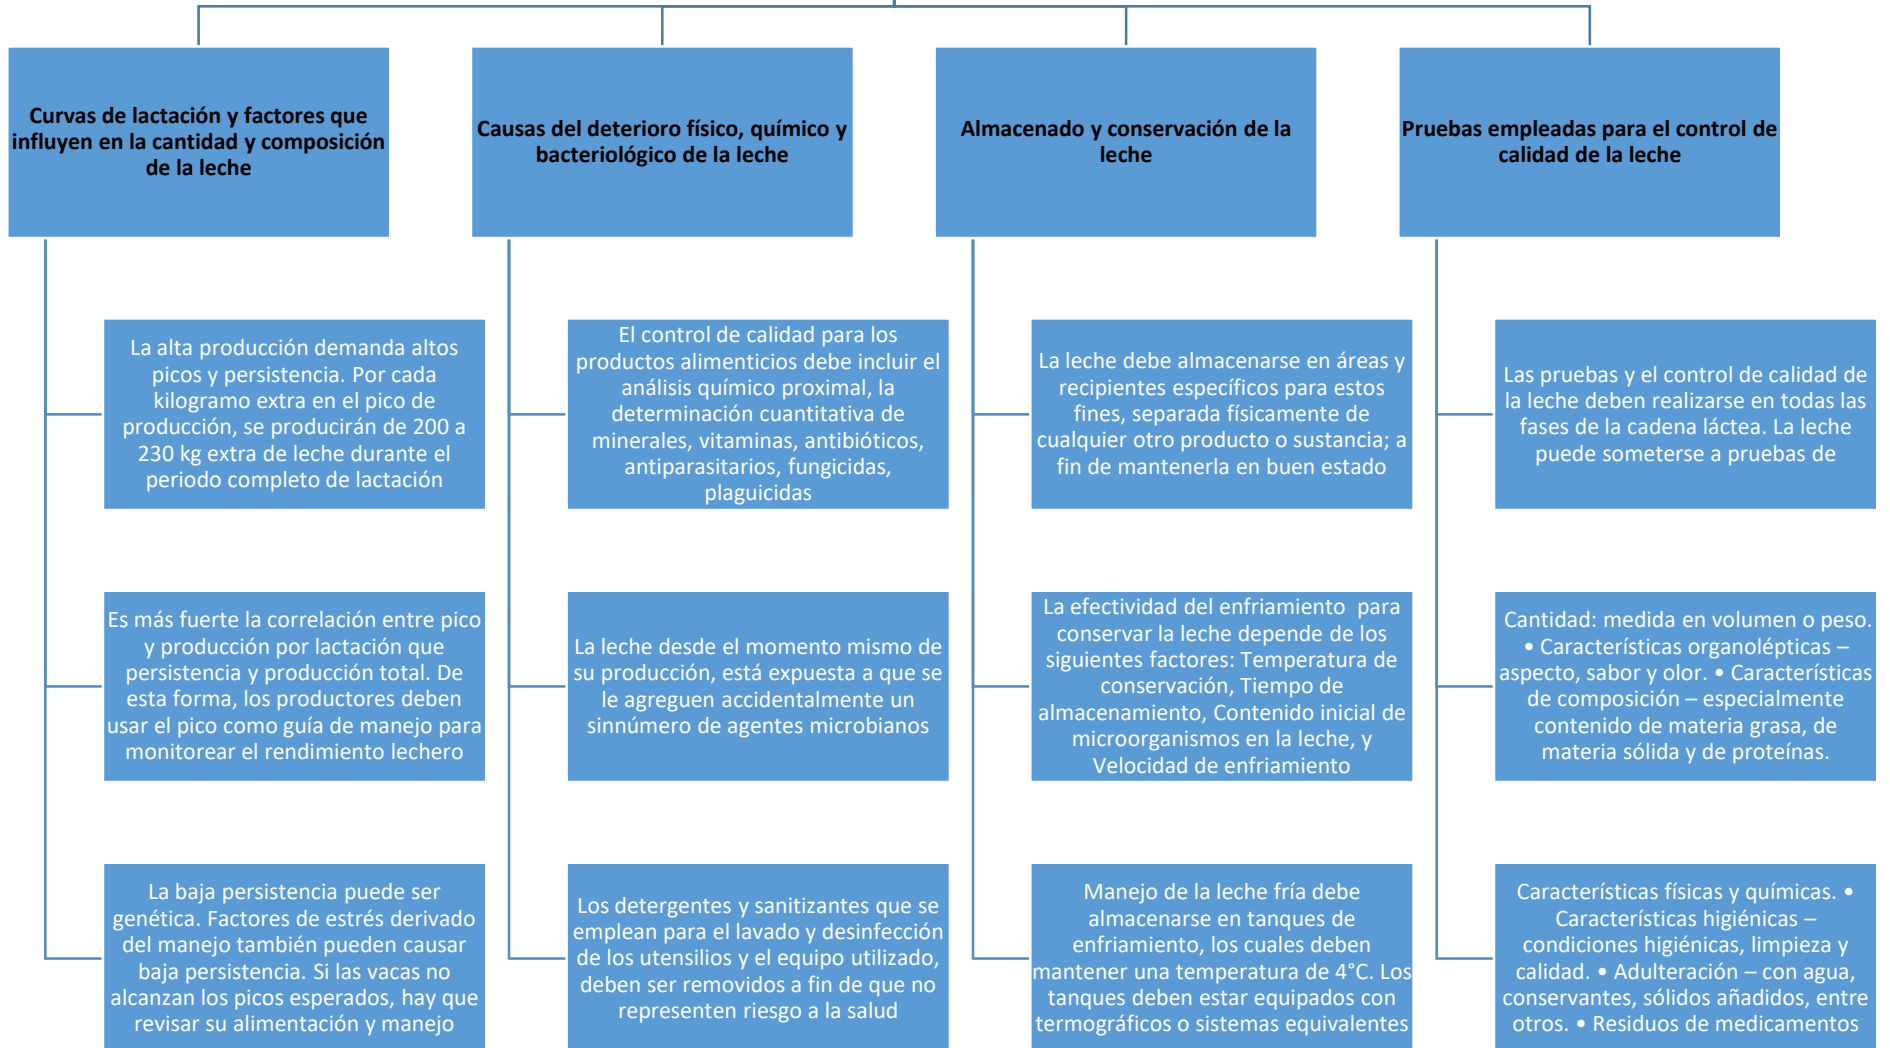 Curvas de lactación y factores que
influyen en la cantidad y composición
de la leche
Causas del deterioro físico, químico y
bacteriológico de la leche
Almacenado y conservación de la
leche
Pruebas empleadas para el control de
calidad de la leche
La alta producción demanda altos
picos y persistencia. Por cada
kilogramo extra en el pico de
producción, se producirán de 200 a
230 kg extra de leche durante el
periodo completo de lactación
Es más fuerte la correlación entre pico
y producción por lactación que
persistencia y producción total. De
esta forma, los productores deben
usar el pico como guía de manejo para
monitorear el rendimiento lechero
La baja persistencia puede ser
genética. Factores de estrés derivado
del manejo también pueden causar
baja persistencia. Si las vacas no
alcanzan los picos esperados, hay que
revisar su alimentación y manejo
El control de calidad para los
productos alimenticios debe incluir el
análisis químico proximal, la
determinación cuantitativa de
minerales, vitaminas, antibióticos,
antiparasitarios, fungicidas,
plaguicidas
La leche desde el momento mismo de
su producción, está expuesta a que se
le agreguen accidentalmente un
sinnúmero de agentes microbianos
Los detergentes y sanitizantes que se
emplean para el lavado y desinfección
de los utensilios y el equipo utilizado,
deben ser removidos a fin de que no
representen riesgo a la salud
La leche debe almacenarse en áreas y
recipientes específicos para estos
fines, separada físicamente de
cualquier otro producto o sustancia; a
fin de mantenerla en buen estado
La efectividad del enfriamiento para
conservar la leche depende de los
siguientes factores: Temperatura de
conservación, Tiempo de
almacenamiento, Contenido inicial de
microorganismos en la leche, y
Velocidad de enfriamiento
Manejo de la leche fría debe
almacenarse en tanques de
enfriamiento, los cuales deben
mantener una temperatura de 4°C. Los
tanques deben estar equipados con
termográficos o sistemas equivalentes
Las pruebas y el control de calidad de
la leche deben realizarse en todas las
fases de la cadena láctea. La leche
puede someterse a pruebas de
Cantidad: medida en volumen o peso.
• Características organolépticas –
aspecto, sabor y olor. • Características
de composición – especialmente
contenido de materia grasa, de
materia sólida y de proteínas.
Características físicas y químicas. •
Características higiénicas –
condiciones higiénicas, limpieza y
calidad. • Adulteración – con agua,
conservantes, sólidos añadidos, entre
otros. • Residuos de medicamentos